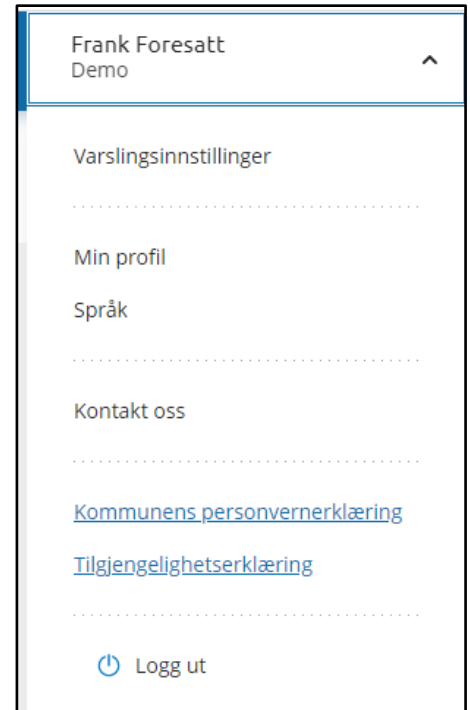 Frank Foresatt
Demo
Varslingsinnstillinger
Min profil
Språk
Kontakt oss
Kommunens personvernerklæring
Tilgjengelighetserklæring
Logg ut